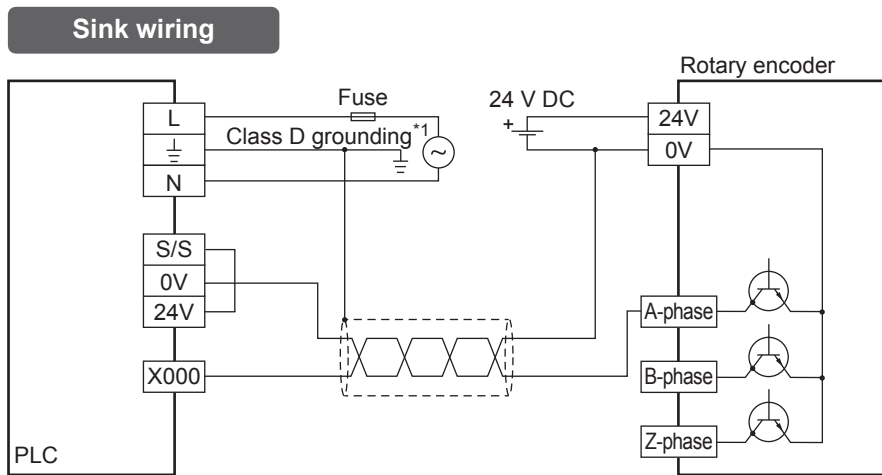 Sink wiring
Rotary encoder
Fuse
24 V DC
L
24V
+
Class D grounding*1
~
0V
N
S/S
0V
24V
A-phase
X000
B-phase
Z-phase
PLC